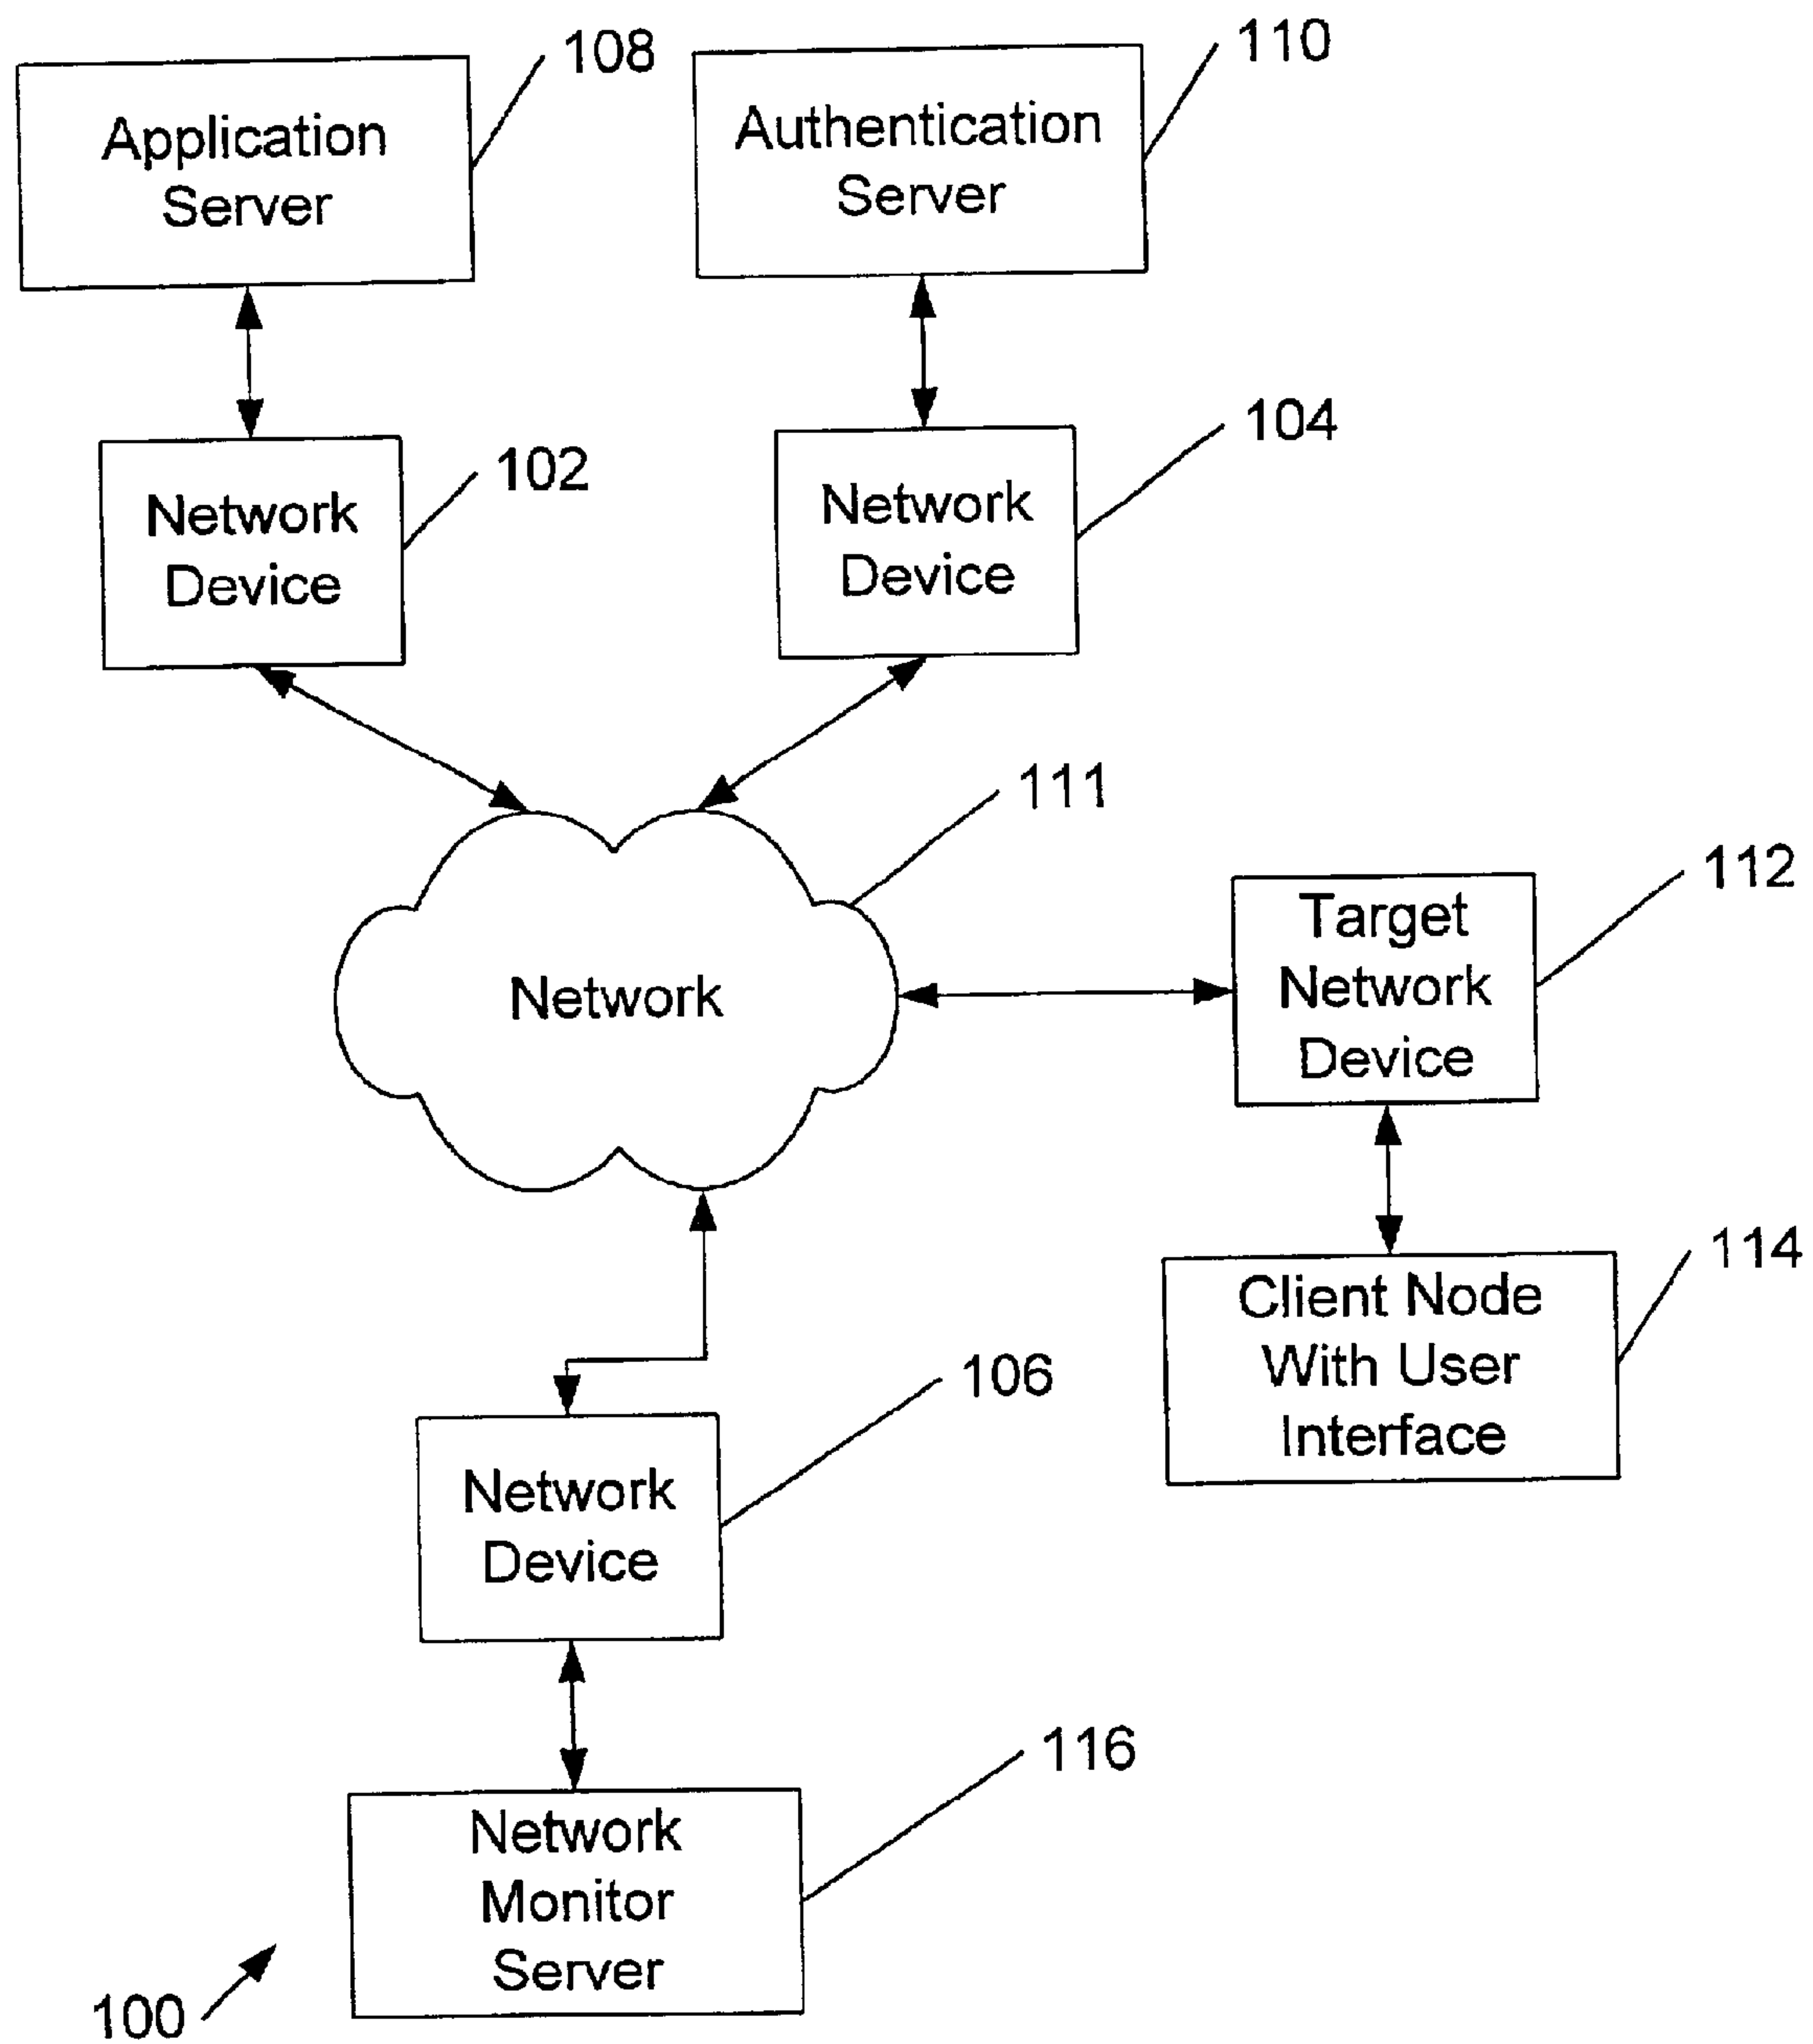 108
110
Application
Server
Authentication
Server
102
104
Network
Device
Network
Device
111
112
Network
Target
Network
Device
114
Client Node
With User
Interface
106
Network
Device
116
Network
Monitor
Server
100